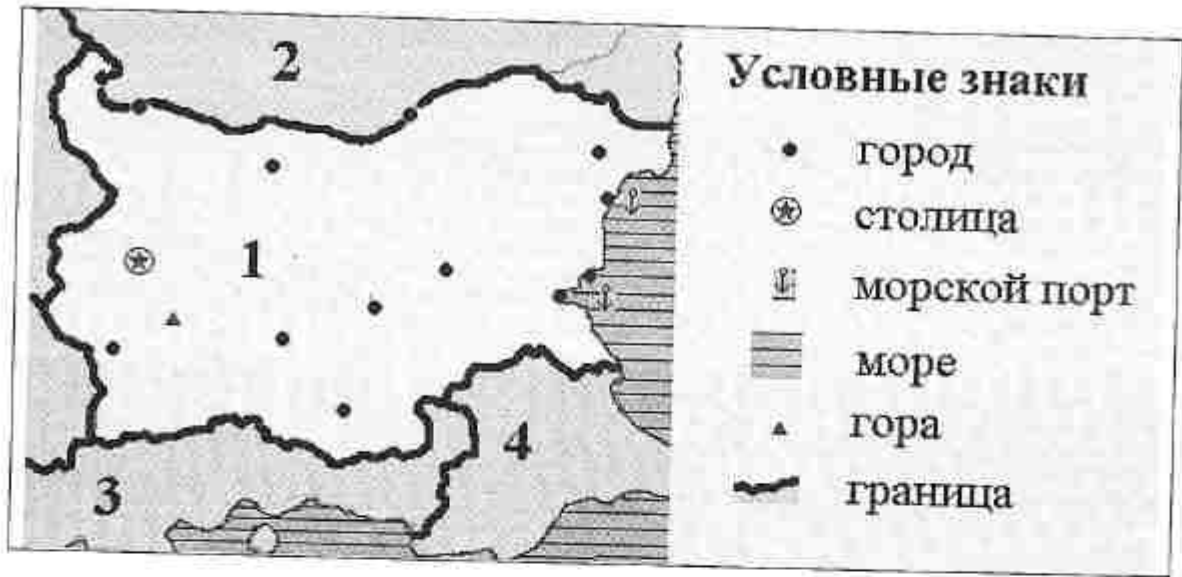 2
1
3
4
Условные знаки
город
столица
морской порт
море
гора
граница